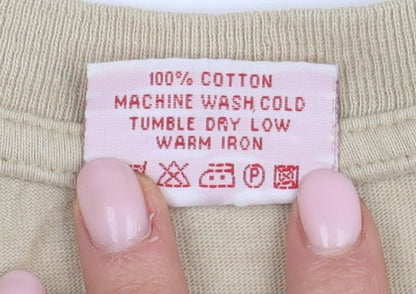 100% COTTON
MACHINE WASH COLD
TUMBLE DRY LOW
WARM IRON
P